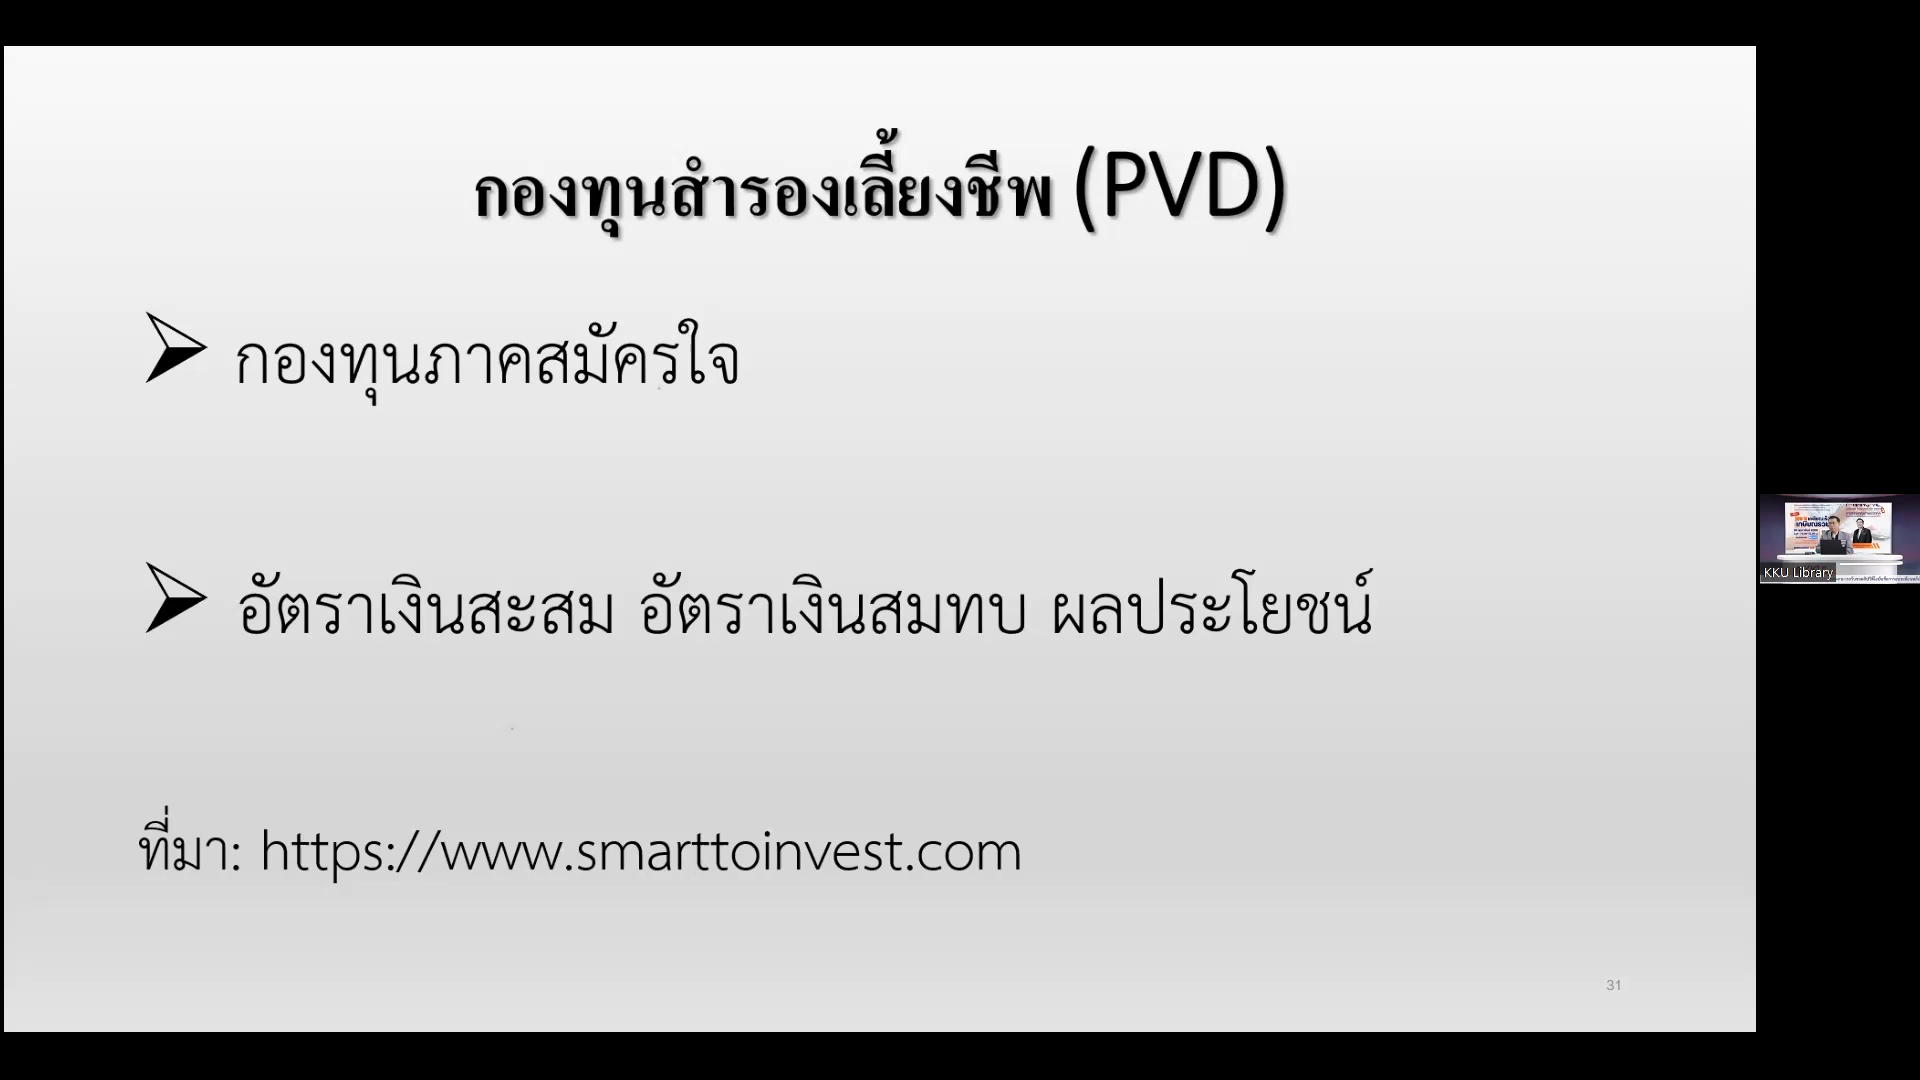 กองทุนสำรองเลี้ยงชีพ (PVD)
กองทุนภาคสมัครใจ
อัตราเงินสะสม อัตราเงินสมทบ ผลประโยชน์
ที่มา: https://www.smarttoinvest.com
31
KKU Library